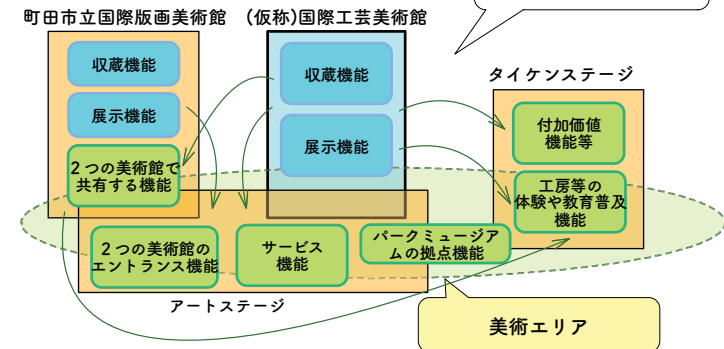 町田市立国際版画美術館
(仮称)国際工芸美術館
収蔵機能
展示機能
2つの美術館で
共有する機能
収蔵機能
展示機能
タイケンステージ
付加価値
機能等
工房等の
体験や教育普及
機能
2つの美術館の
エントランス機能
サービス
機能
パークミュージア
ムの拠点機能
アートステージ
美術エリア